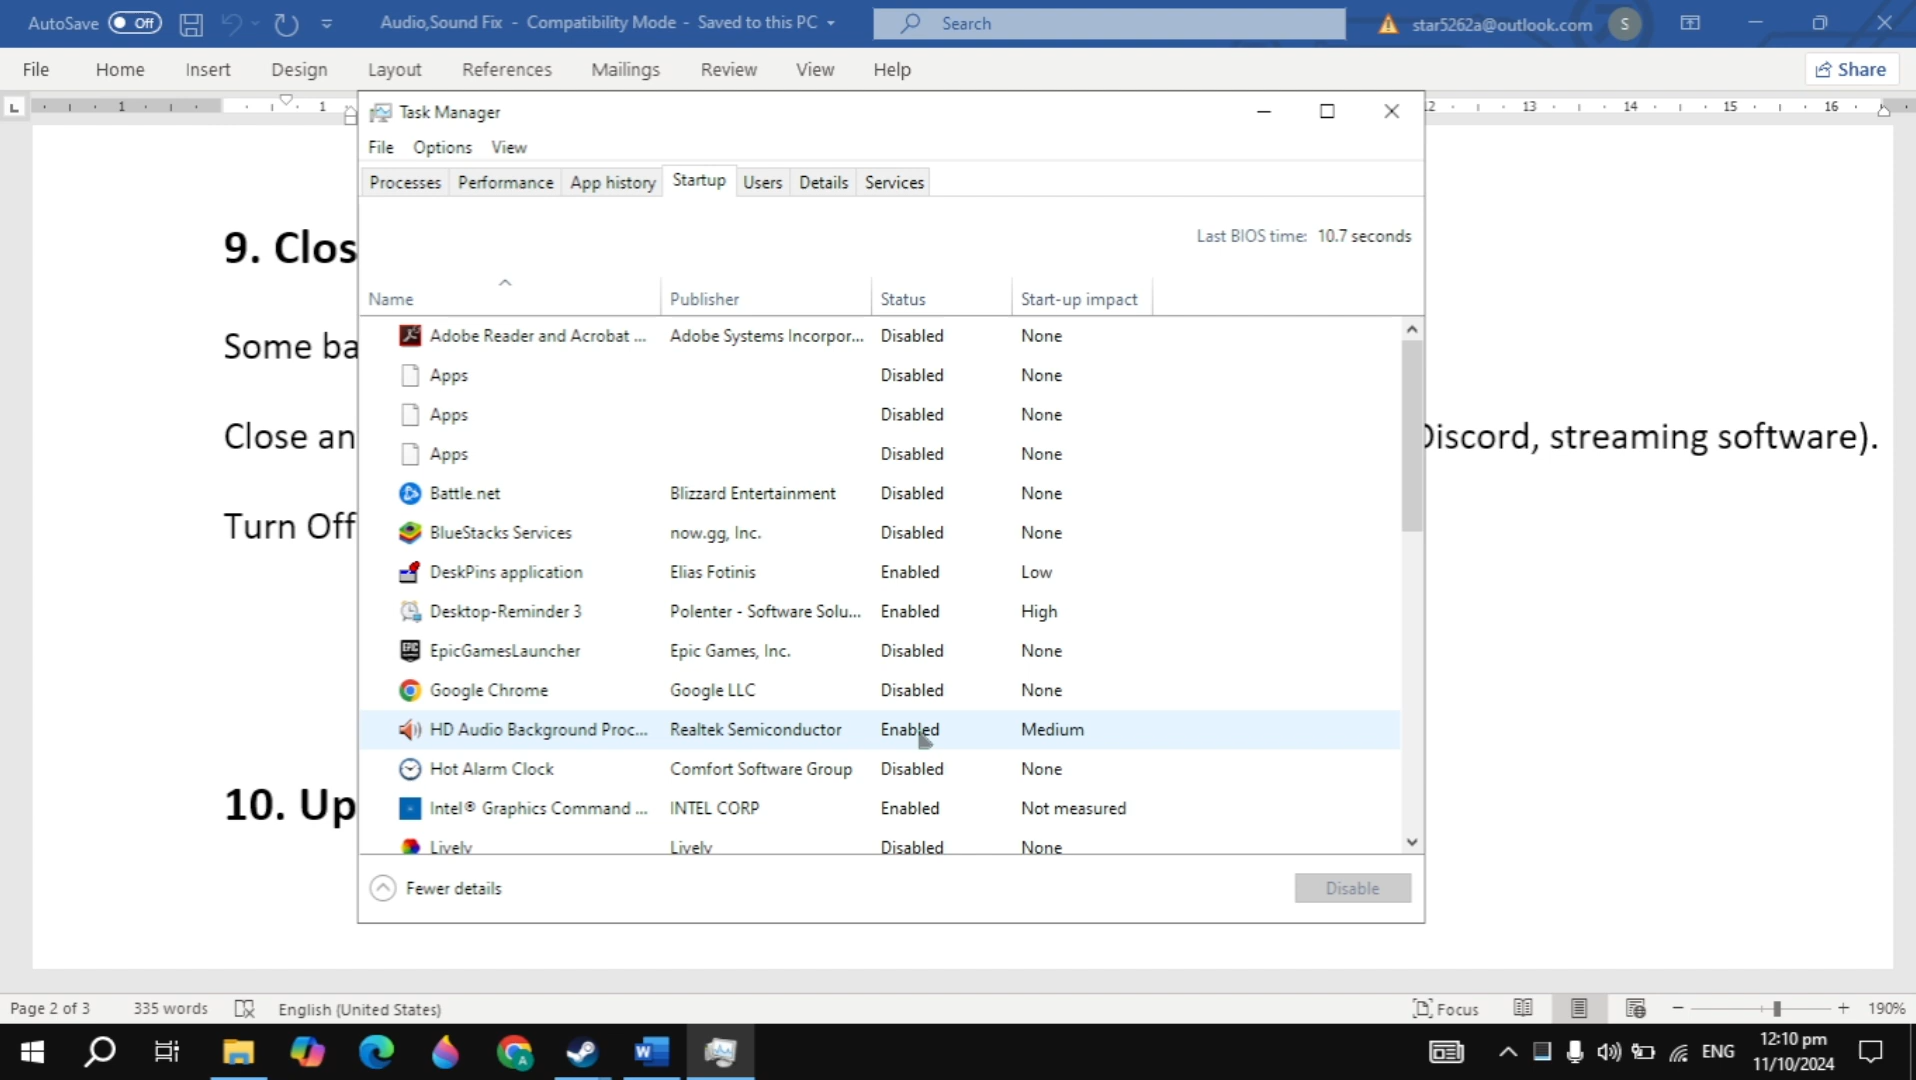 AutoSave Off
Audio,Sound Fix - Compatibility Mode - Saved to this PC
Search
star5262a@outlook.com
S
File Home Insert Design Layout References Mailings Review View Help
Share
L
1 1 12 13 14 15 16
Task Manager
File Options View
Processes Performance App history Startup Users Details Services
Last BIOS time: 10.7 seconds
Name Publisher Status Start-up impact
Adobe Reader and Acrobat ... Adobe Systems Incorpor... Disabled None
Apps Disabled None
Apps Disabled None
Apps Disabled None
Battle.net Blizzard Entertainment Disabled None
BlueStacks Services now.gg, Inc. Disabled None
DeskPins application Elias Fotinis Enabled Low
Desktop-Reminder 3 Polenter - Software Solu... Enabled High
EpicGamesLauncher Epic Games, Inc. Disabled None
Google Chrome Google LLC Disabled None
HD Audio Background Proc... Realtek Semiconductor Enabled Medium
Hot Alarm Clock Comfort Software Group Disabled None
Intel® Graphics Command ... INTEL CORP Enabled Not measured
Lively Lively Disabled None
Fewer details
Disable
9. Clos
Some ba
Close an
Discord, streaming software).
Turn Off
10. Up
Page 2 of 3 335 words English (United States)
Focus
190%
ENG
12:10 pm
11/10/2024